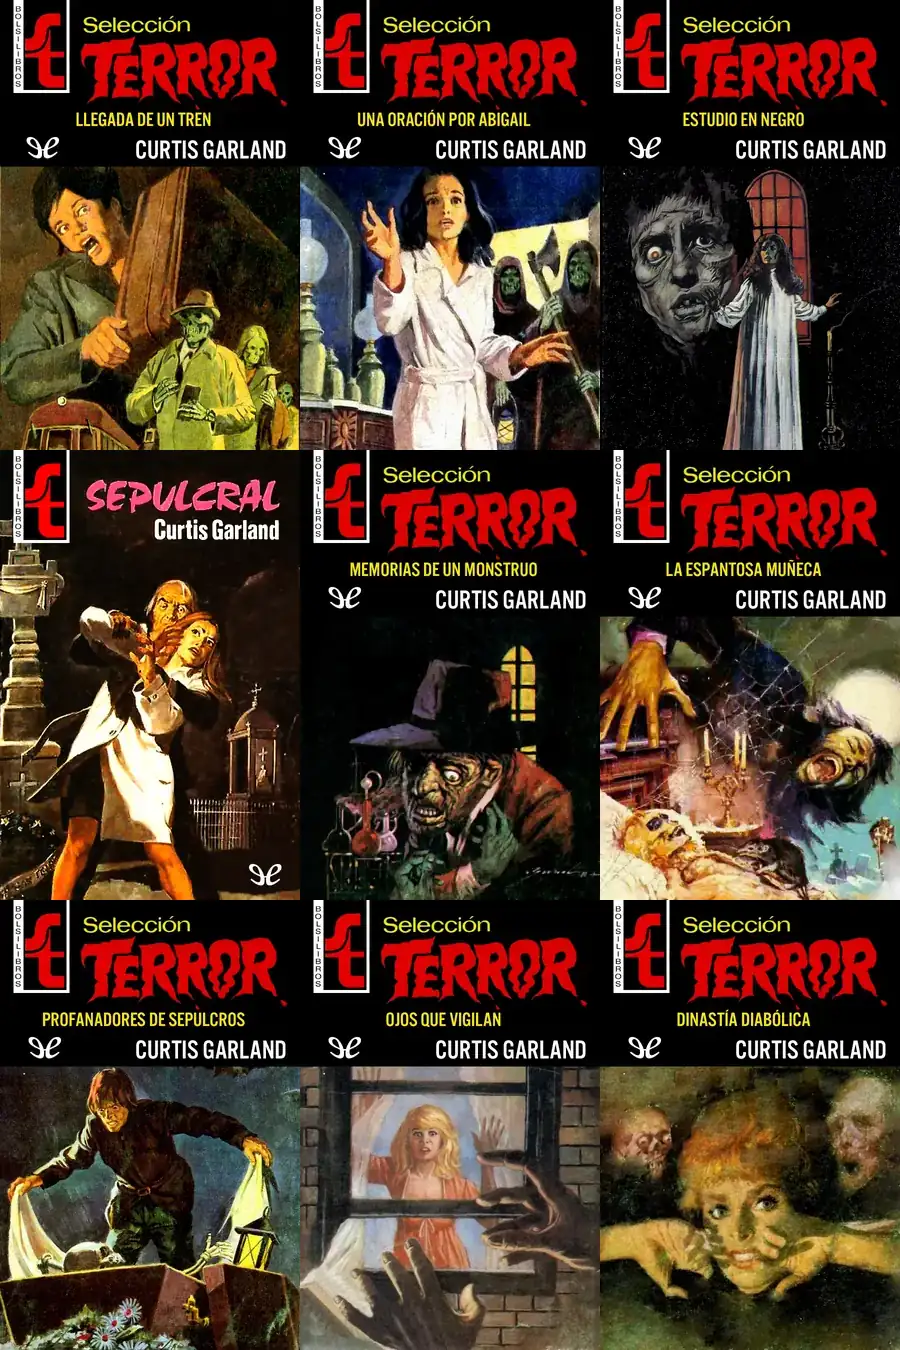 BOLSILIBROS
Selección
TERROR
LLEGADA DE UN TREN
CURTIS GARLAND
BOLSILIBROS
Selección
TERROR
UNA ORACIÓN POR ABIGAIL
CURTIS GARLAND
BOLSILIBROS
Selección
TERROR
ESTUDIO EN NEGRO
CURTIS GARLAND
BOLSILIBROS
SEPULCRAL
Curtis Garland
BOLSILIBROS
Selección
TERROR
MEMORIAS DE UN MONSTRUO
CURTIS GARLAND
BOLSILIBROS
Selección
TERROR
LA ESPANTOSA MUÑECA
CURTIS GARLAND
BOLSILIBROS
Selección
TERROR
PROFANADORES DE SEPULCROS
CURTIS GARLAND
BOLSILIBROS
Selección
TERROR
OJOS QUE VIGILAN
CURTIS GARLAND
BOLSILIBROS
Selección
TERROR
DINASTÍA DIABÓLICA
CURTIS GARLAND